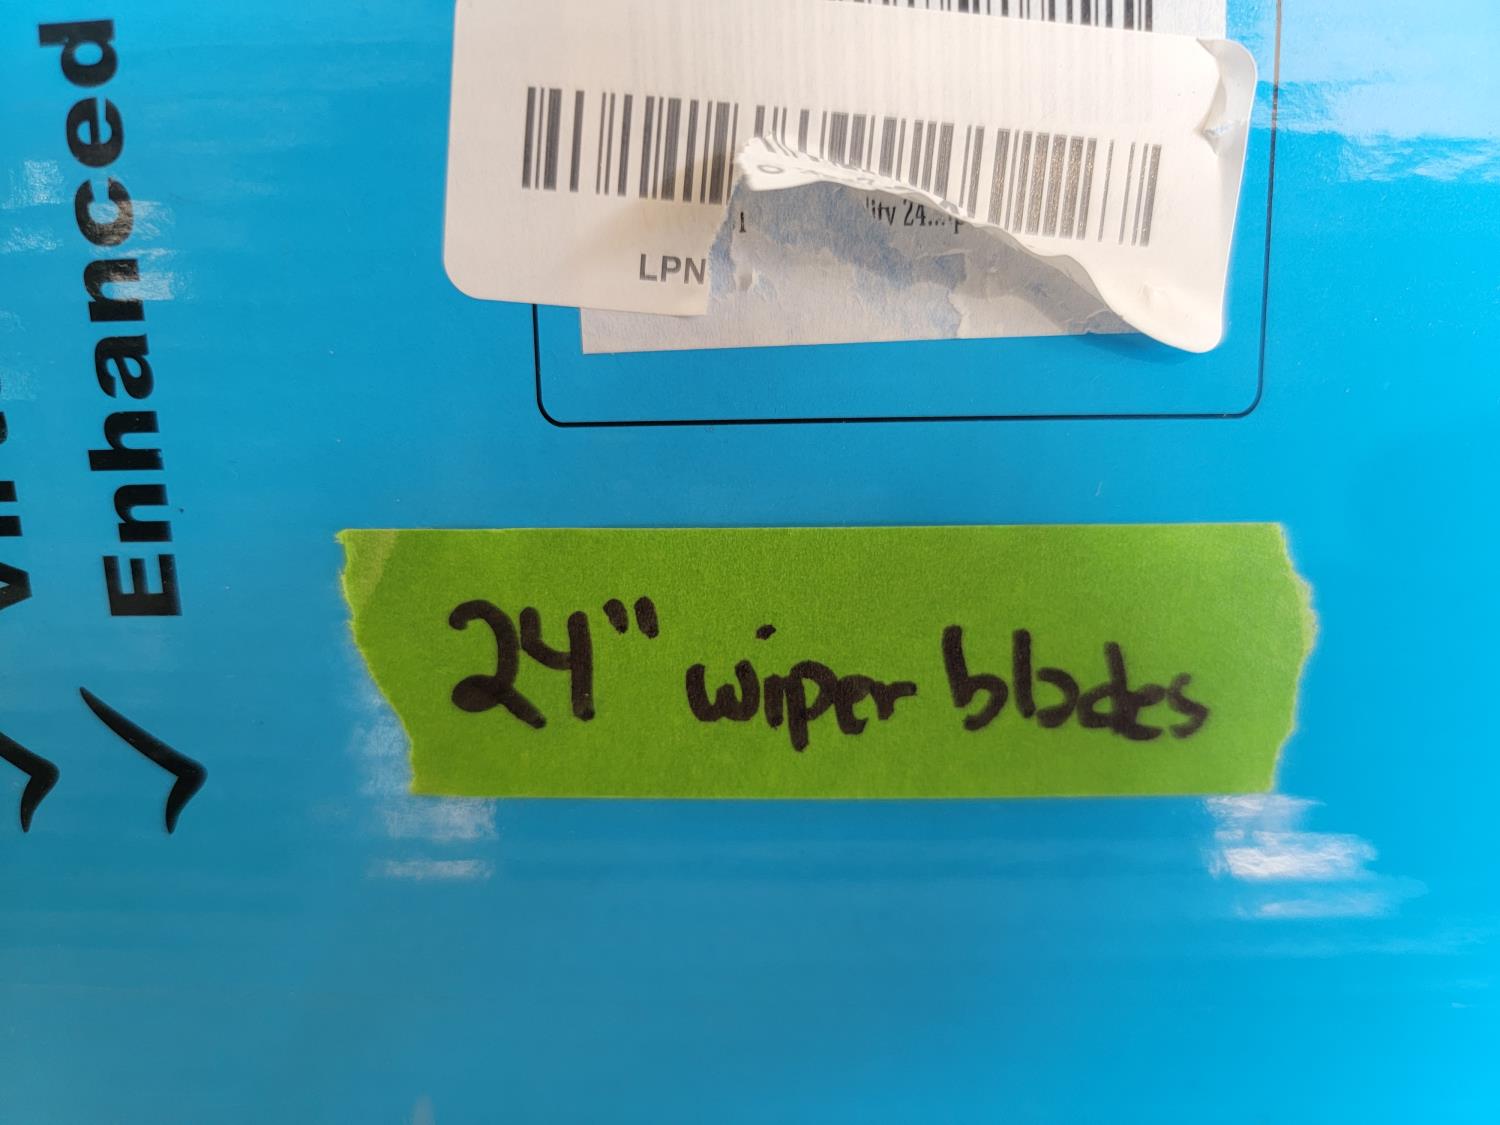 LPN
24" wiper blades
Enhanced